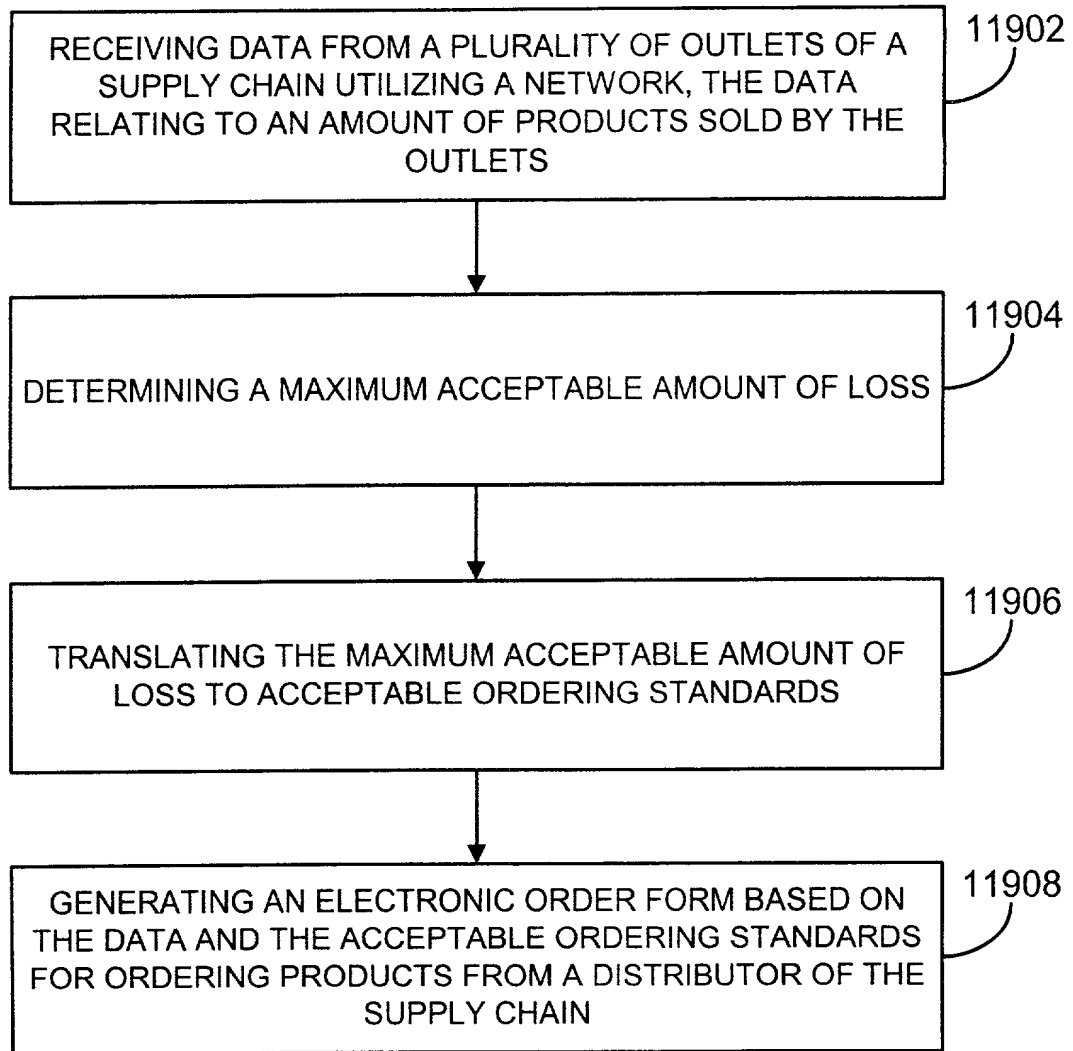 11902
RECEIVING DATA FROM A PLURALITY OF OUTLETS OF A
SUPPLY CHAIN UTILIZING A NETWORK, THE DATA
RELATING TO AN AMOUNT OF PRODUCTS SOLD BY THE
OUTLETS
11904
DETERMINING A MAXIMUM ACCEPTABLE AMOUNT OF LOSS
11906
TRANSLATING THE MAXIMUM ACCEPTABLE AMOUNT OF
LOSS TO ACCEPTABLE ORDERING STANDARDS
11908
GENERATING AN ELECTRONIC ORDER FORM BASED ON
THE DATA AND THE ACCEPTABLE ORDERING STANDARDS
FOR ORDERING PRODUCTS FROM A DISTRIBUTOR OF THE
SUPPLY CHAIN